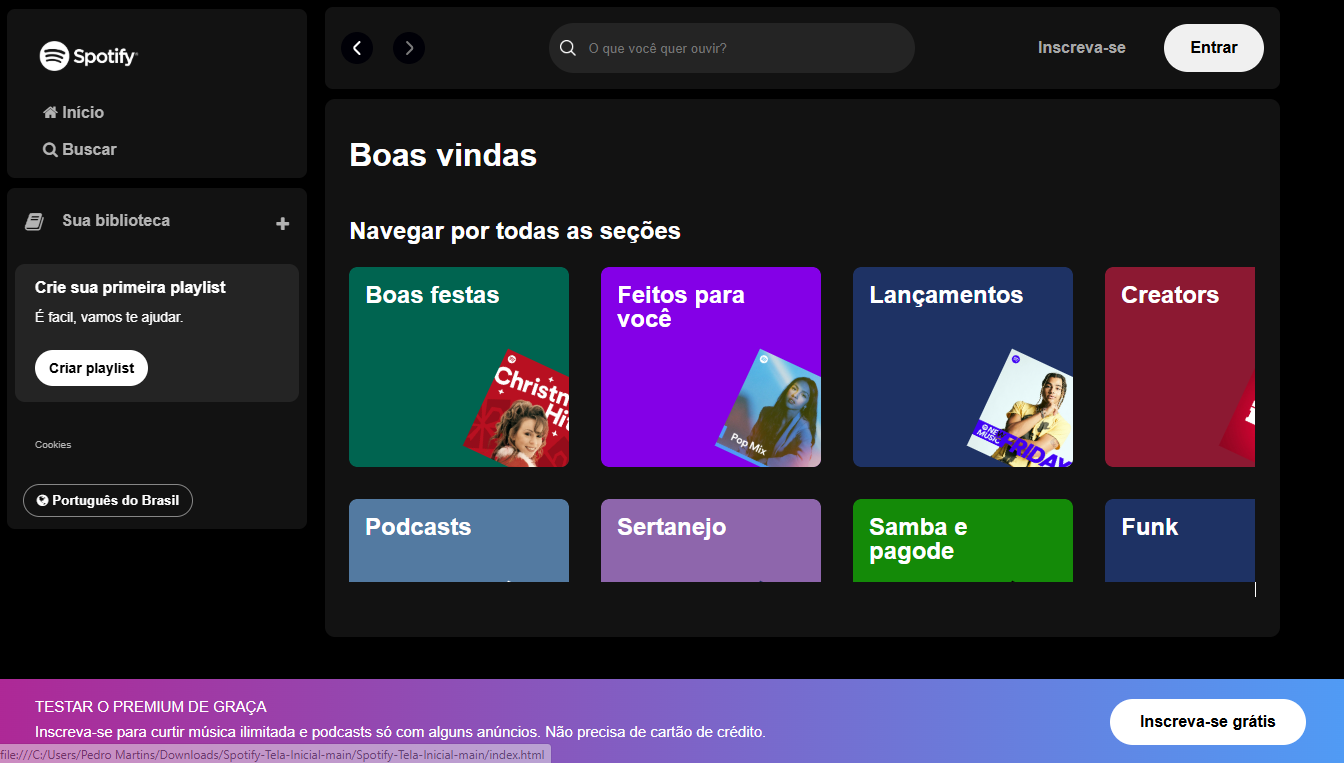 Spotify
Início
Buscar
Sua biblioteca
Crie sua primeira playlist
É facil, vamos te ajudar.
Criar playlist
Cookies
Português do Brasil
O que você quer ouvir?
Inscreva-se
Entrar
Boas vindas
Navegar por todas as seções
Boas festas
Christm
Hit
Feitos para
você
Pop Mix
Lançamentos
NE
MUSIC
FRIDAY
Creators
Podcasts
Sertanejo
Samba e
pagode
Funk
TESTAR O PREMIUM DE GRAÇA
Inscreva-se para curtir música ilimitada e podcasts só com alguns anúncios. Não precisa de cartão de crédito.
Inscreva-se grátis
file:///C:/Users/Pedro Martins/Downloads/Spotify-Tela-Inicial-main/Spotify-Tela-Inicial-main/index.html